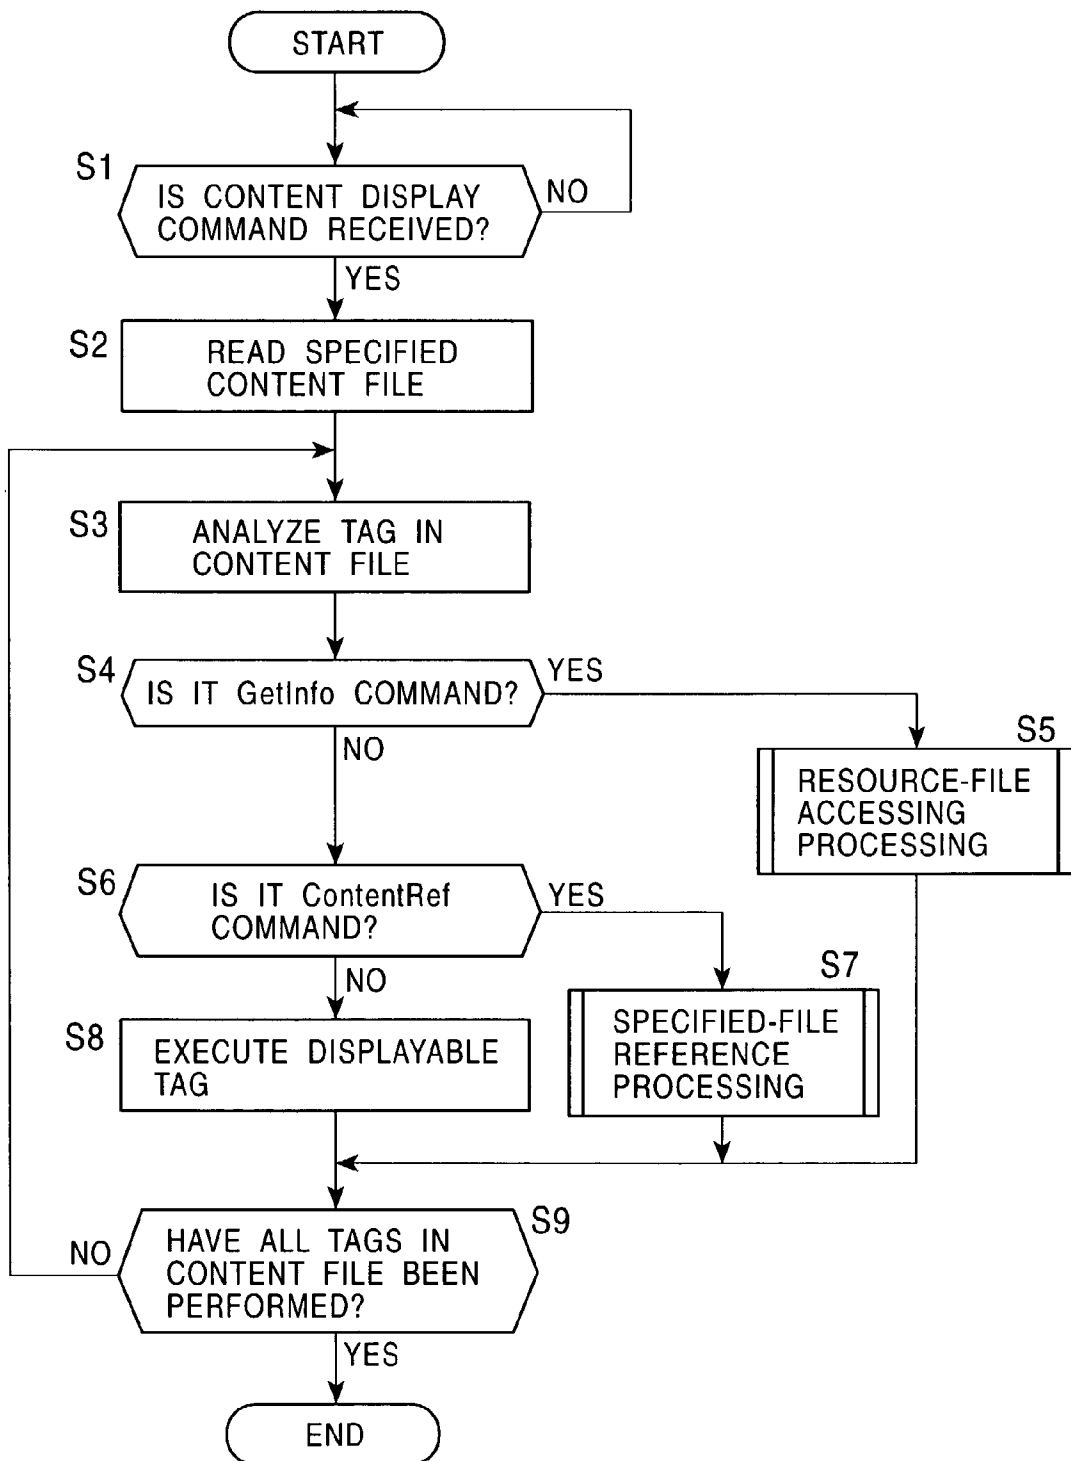 START
S1
IS CONTENT DISPLAY
COMMAND RECEIVED?
NO
YES
S2
READ SPECIFIED
CONTENT FILE
S3
ANALYZE TAG IN
CONTENT FILE
S4
IS IT GetInfo COMMAND?
YES
NO
S5
RESOURCE-FILE
ACCESSING
PROCESSING
S6
IS IT ContentRef
COMMAND?
YES
NO
S7
SPECIFIED-FILE
REFERENCE
PROCESSING
S8
EXECUTE DISPLAYABLE
TAG
S9
HAVE ALL TAGS IN
CONTENT FILE BEEN
PERFORMED?
NO
YES
END